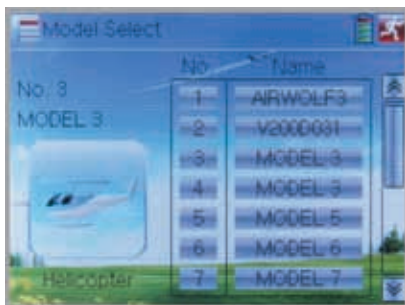 Model Select
No. Name
No. 3
MODEL 3
1 AIRWOLF3
2 V200D031
3 MODEL 3
4 MODEL 3
5 MODEL 5
6 MODEL 6
7 MODEL 7
Helicopter